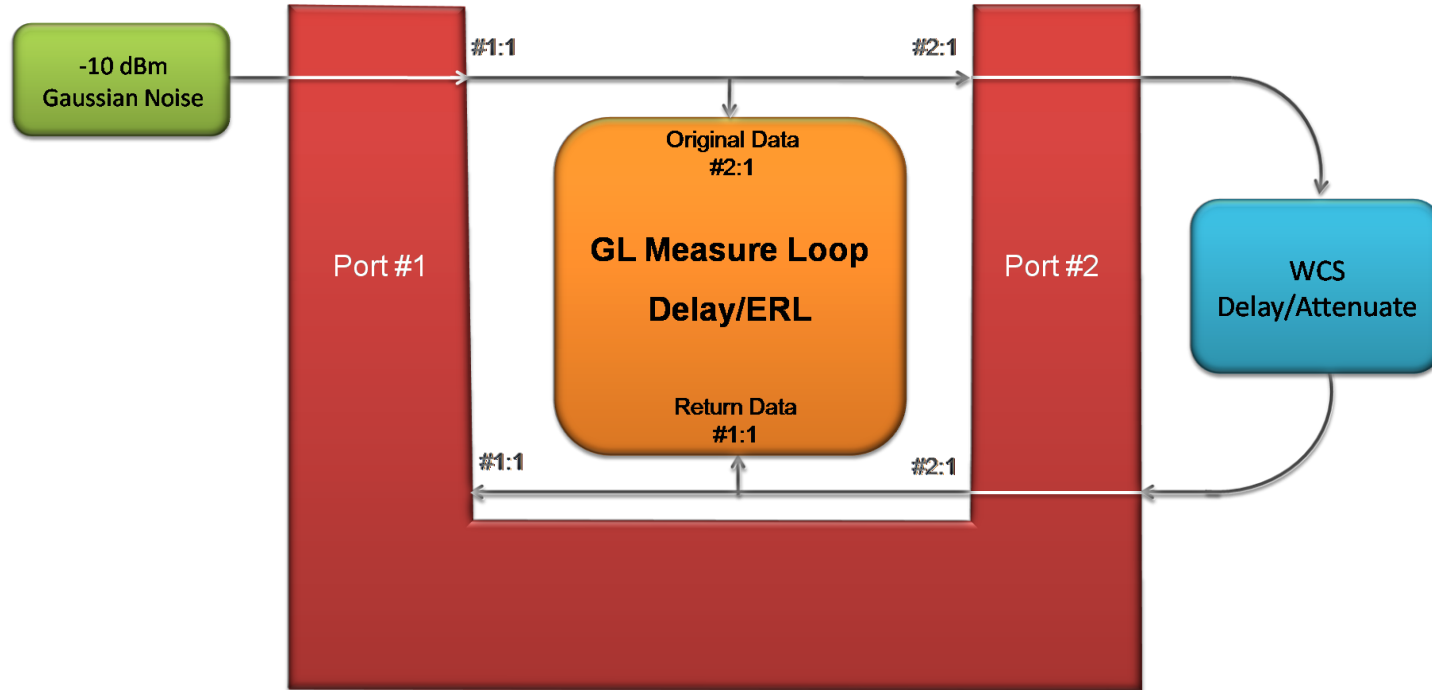 -10 dBm
Gaussian Noise
#1:1
#2:1
Original Data
#2:1
GL Measure Loop
Delay/ERL
Port #1
Port #2
WCS
Delay/Attenuate
Return Data
#1:1
#1:1
#2:1